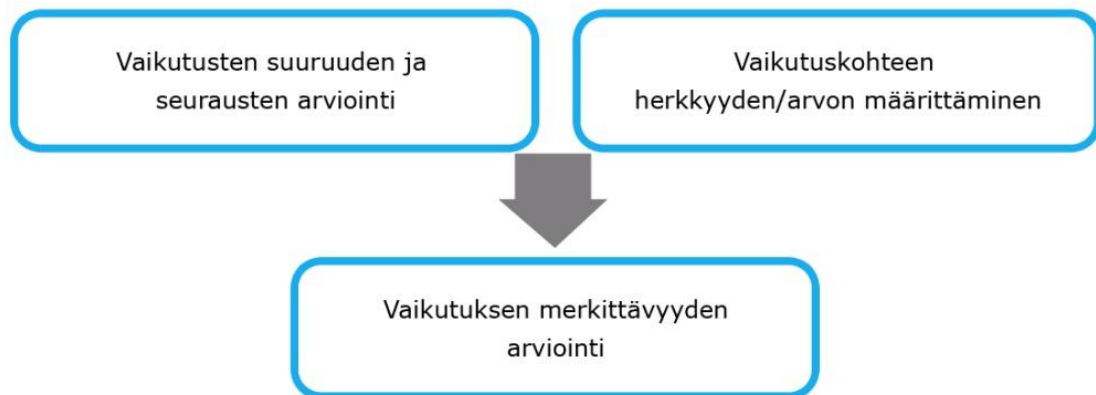 Vaikutusten suuruuden ja
seurausten arviointi
Vaikutuskohteen
herkkyyden/arvon määrittäminen
Vaikutuksen merkittävyyden
arviointi